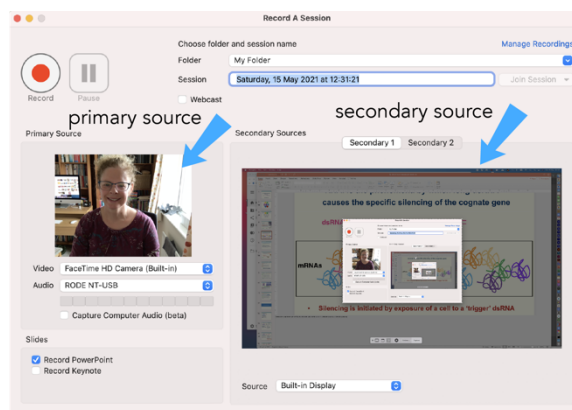 Record A Session
Choose folder and session name
Manage Recordings
Folder My Folder
Session Saturday, 15 May 2021 at 12:31:21 Join Session
Record Pause
Webcast
primary source
secondary source
Primary Source
Secondary Sources
Secondary 1 Secondary 2
causes the specific silencing of the cognate gene
dsR
mRNAs
Silencing is initiated by exposure of a cell to a 'trigger' dsRNA
Video FaceTime HD Camera (Built-in)
Audio RODE NT-USB
Capture Computer Audio (beta)
Slides
Record PowerPoint
Record Keynote
Source Built-in Display